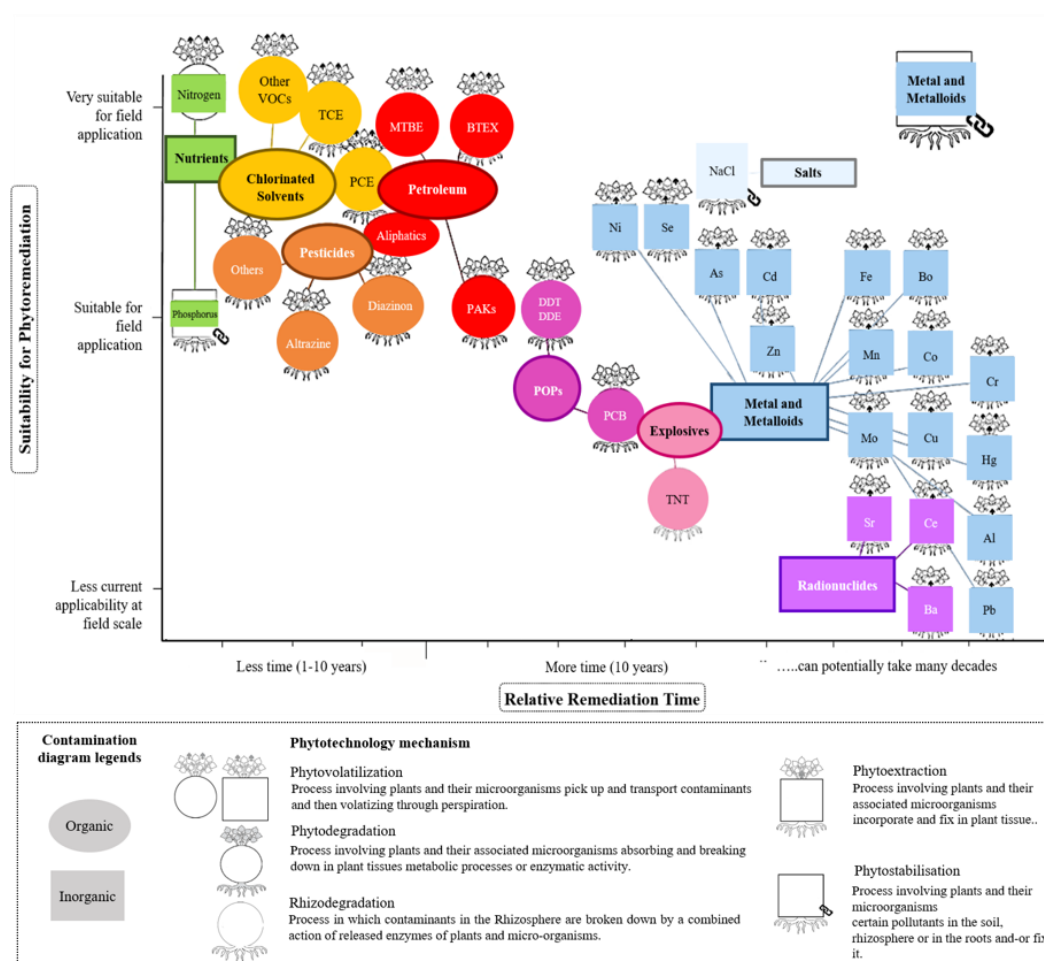 Suitability for Phytoremediation
Very suitable
for field
application
Suitable for
field
application
Less current
applicability at
field scale
Nitrogen
Nutrients
Phosphorus
Other
VOCs
TCE
PCE
Chlorinated
Solvents
MTBE
BTEX
Petroleum
Aliphatics
PAKs
Pesticides
Others
Altrazine
Diazinon
DDT
DDE
POPs
PCB
Explosives
TNT
NaCl
Salts
Metal and
Metalloids
Ni
Se
As
Cd
Zn
Fe
Bo
Mn
Co
Cr
Metal and
Metalloids
Mo
Cu
Hg
Al
Pb
Sr
Ce
Radionuclides
Ba
Less time (1-10 years)
More time (10 years)
…..can potentially take many decades
Relative Remediation Time
Contamination
diagram legends
Organic
Inorganic
Phytotechnology mechanism
Phytovolatilization
Process involving plants and their microorganisms pick up and transport contaminants
and then volatizing through perspiration.
Phytodegradation
Process involving plants and their associated microorganisms absorbing and breaking
down in plant tissues metabolic processes or enzymatic activity.
Rhizodegradation
Process in which contaminants in the Rhizosphere are broken down by a combined
action of released enzymes of plants and micro-organisms.
Phytoextraction
Process involving plants and their
associated microorganisms
incorporate and fix in plant tissue..
Phytostabilisation
Process involving plants and their
microorganisms
certain pollutants in the soil,
rhizosphere or in the roots and-or fix
it.